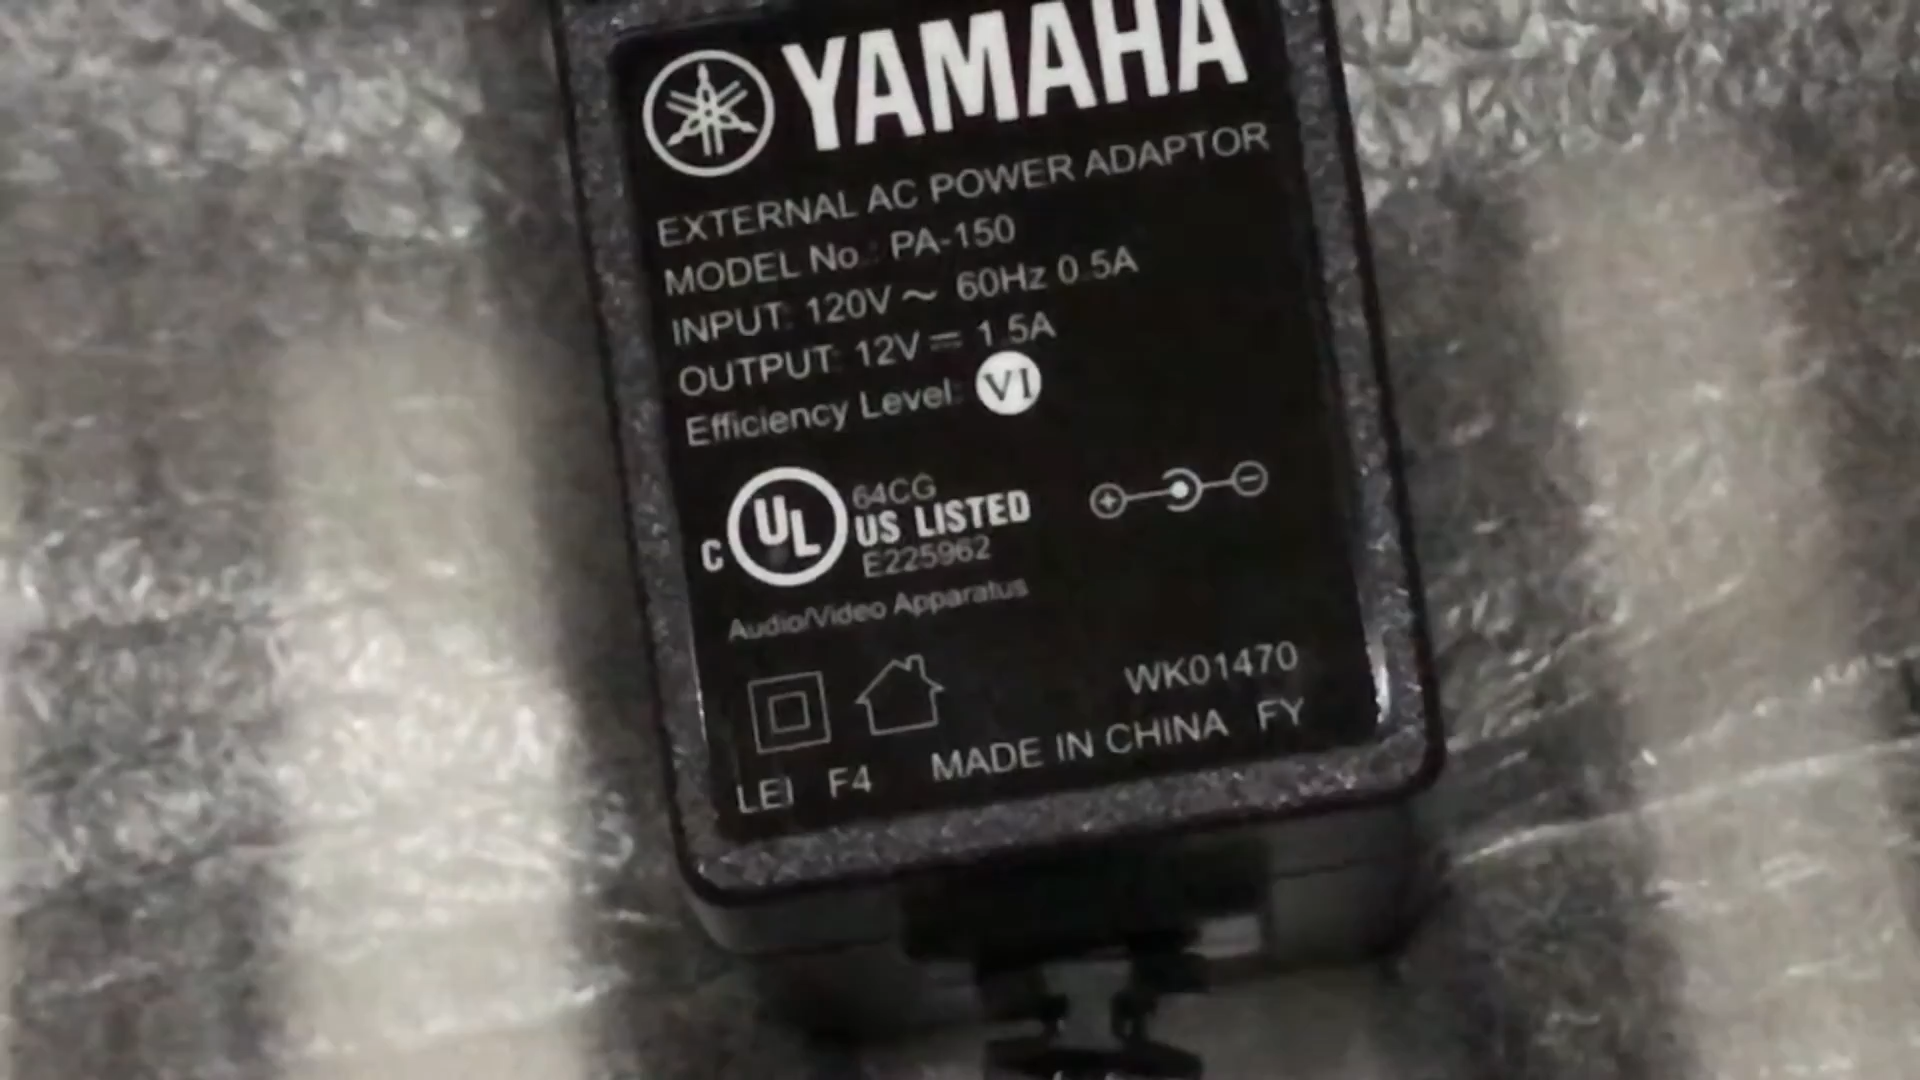 YAMAHA
EXTERNAL AC POWER ADAPTOR
MODEL No.: PA-150
INPUT: 120V ~ 60Hz 0.5A
OUTPUT: 12V ⎓ 1.5A
Efficiency Level: VI
64CG
C UL US LISTED
E225962
Audio/Video Apparatus
WK01470
LEI F4 MADE IN CHINA FY